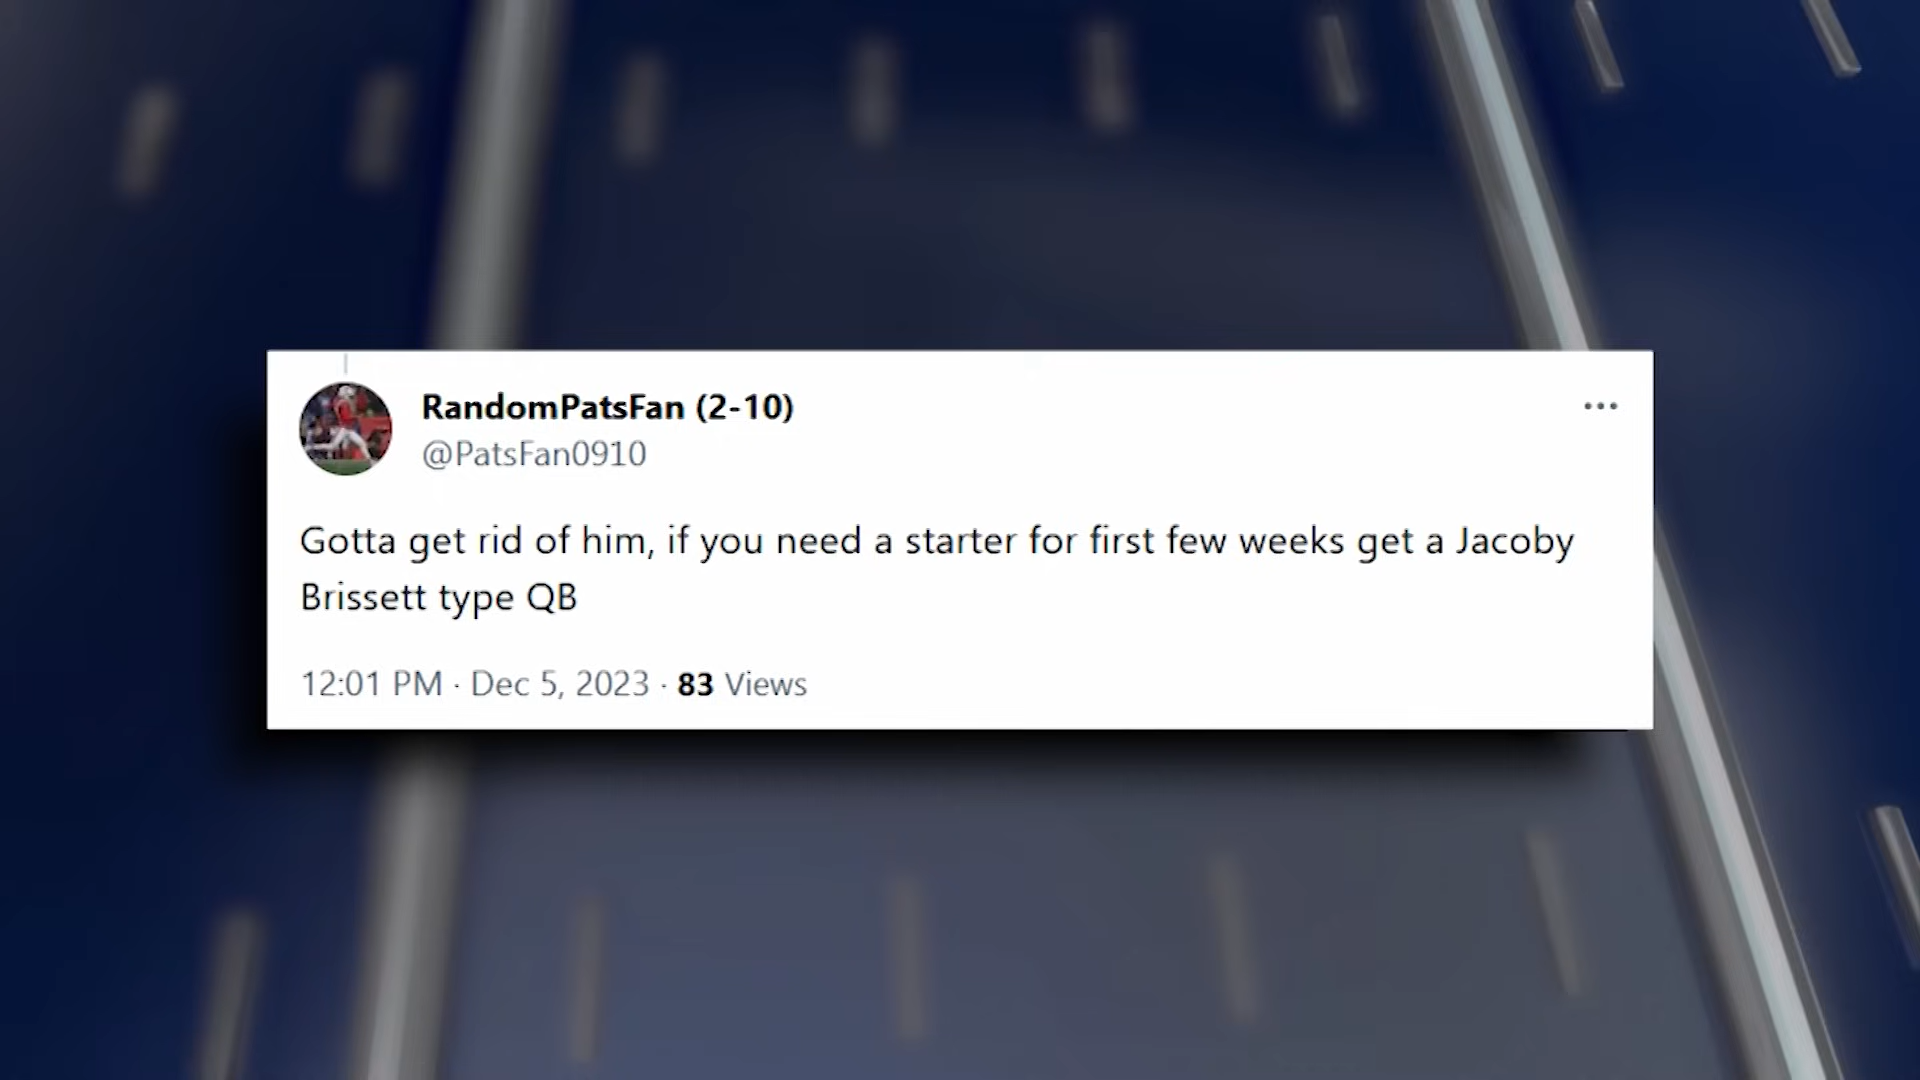 RandomPatsFan (2-10)
@PatsFan0910
Gotta get rid of him, if you need a starter for first few weeks get a Jacoby
Brissett type QB
12:01 PM · Dec 5, 2023 · 83 Views